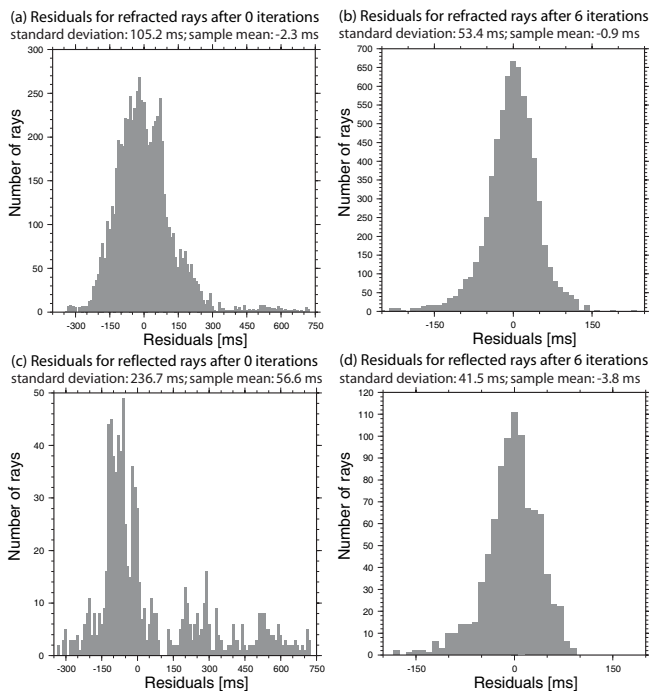 (a) Residuals for refracted rays after 0 iterations
standard deviation: 105.2 ms; sample mean: -2.3 ms
300
250
200
150
100
50
0
Number of rays
-300 -150 0 150 300 450 600 750
Residuals [ms]
(b) Residuals for refracted rays after 6 iterations
standard deviation: 53.4 ms; sample mean: -0.9 ms
700
650
600
550
500
450
400
350
300
250
200
150
100
50
0
Number of rays
-150 0 150
Residuals [ms]
(c) Residuals for reflected rays after 0 iterations
standard deviation: 236.7 ms; sample mean: 56.6 ms
50
40
30
20
10
0
Number of rays
-300 -150 0 150 300 450 600 750
Residuals [ms]
(d) Residuals for reflected rays after 6 iterations
standard deviation: 41.5 ms; sample mean: -3.8 ms
120
110
100
90
80
70
60
50
40
30
20
10
0
Number of rays
-150 0 150
Residuals [ms]